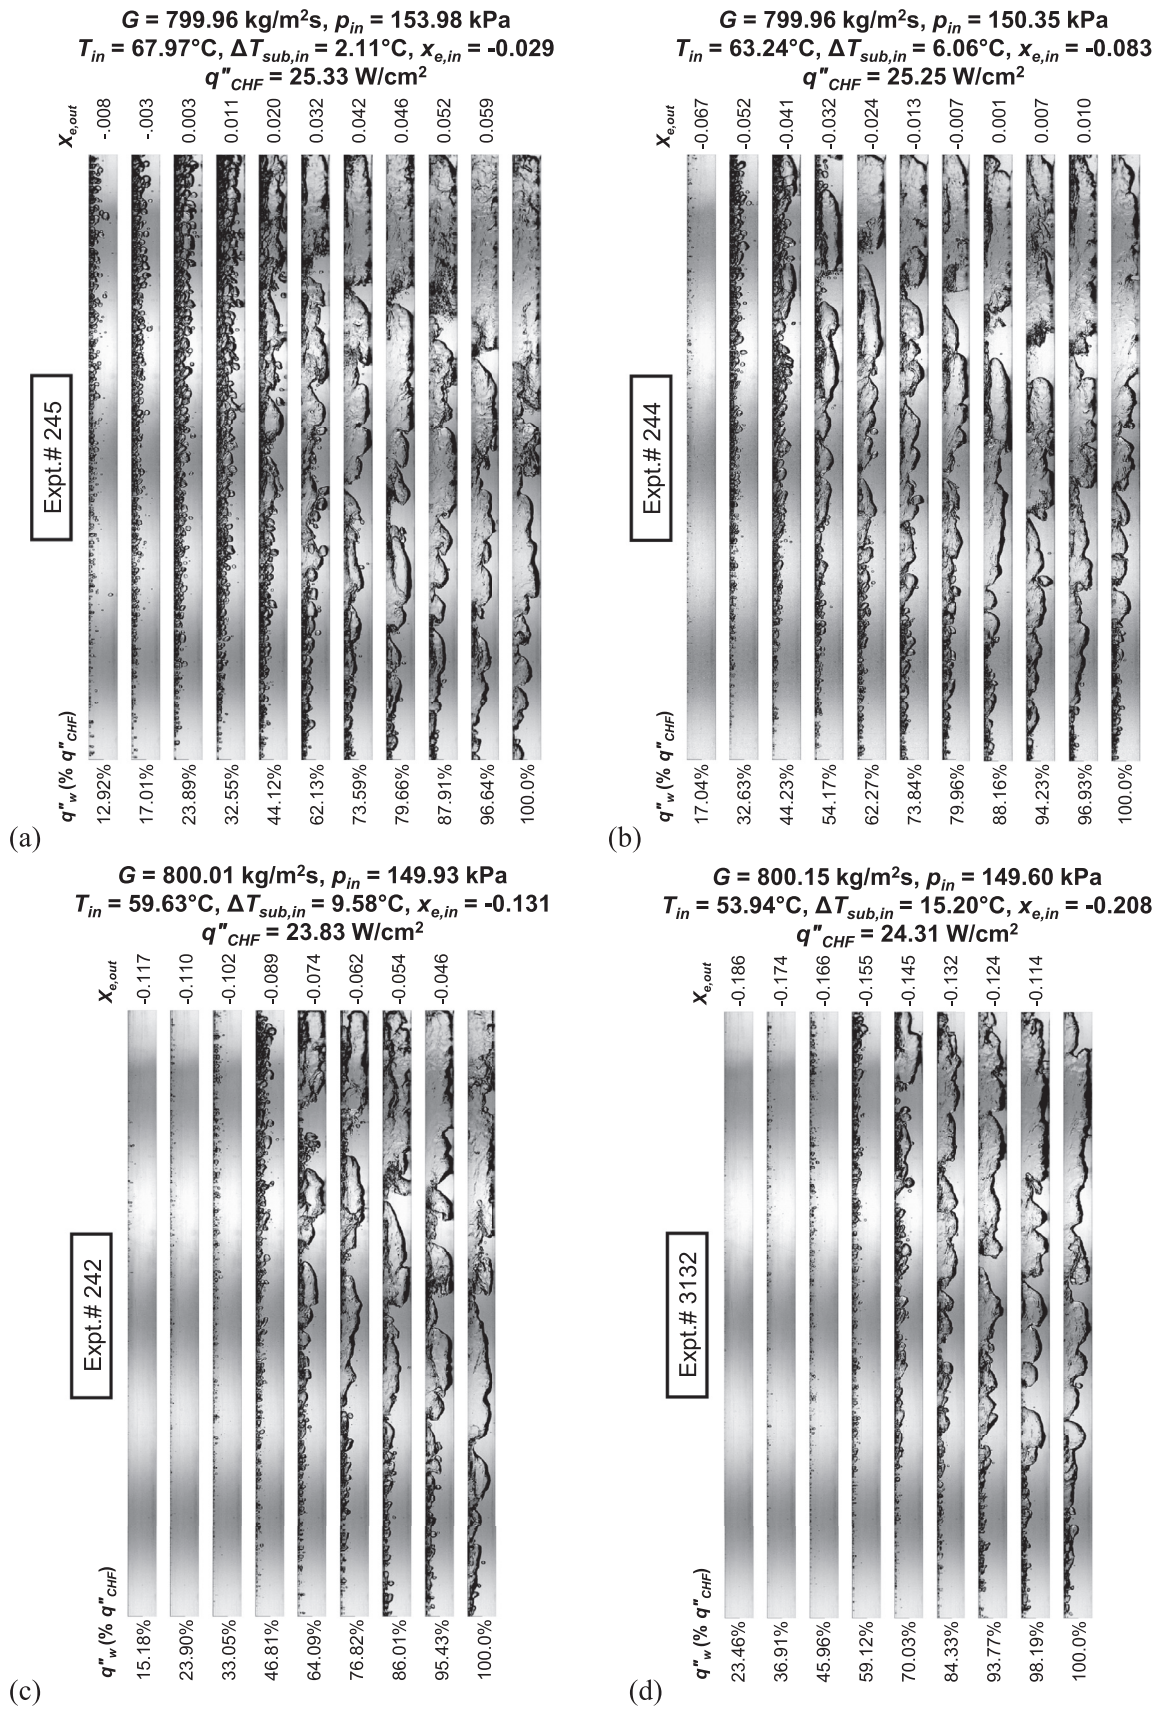 G = 799.96 kg/m²s, p_in = 153.98 kPa
T_in = 67.97°C, ΔT_sub,in = 2.11°C, x_e,in = -0.029
q″_CHF = 25.33 W/cm²
Expt.# 245
x_e,out
-.008
-.003
0.003
0.011
0.020
0.032
0.042
0.046
0.052
0.059
q″_w (% q″_CHF)
12.92%
17.01%
23.89%
32.55%
44.12%
62.13%
73.59%
79.66%
87.91%
96.64%
100.0%
(a)
G = 799.96 kg/m²s, p_in = 150.35 kPa
T_in = 63.24°C, ΔT_sub,in = 6.06°C, x_e,in = -0.083
q″_CHF = 25.25 W/cm²
Expt.# 244
x_e,out
-0.067
-0.052
-0.041
-0.032
-0.024
-0.013
-0.007
0.001
0.007
0.010
q″_w (% q″_CHF)
17.04%
32.63%
44.23%
54.17%
62.27%
73.84%
79.96%
88.16%
94.23%
96.93%
100.0%
(b)
G = 800.01 kg/m²s, p_in = 149.93 kPa
T_in = 59.63°C, ΔT_sub,in = 9.58°C, x_e,in = -0.131
q″_CHF = 23.83 W/cm²
Expt.# 242
x_e,out
-0.117
-0.110
-0.102
-0.089
-0.074
-0.062
-0.054
-0.046
q″_w (% q″_CHF)
15.18%
23.90%
33.05%
46.81%
64.09%
76.82%
86.01%
95.43%
100.0%
(c)
G = 800.15 kg/m²s, p_in = 149.60 kPa
T_in = 53.94°C, ΔT_sub,in = 15.20°C, x_e,in = -0.208
q″_CHF = 24.31 W/cm²
Expt.# 3132
x_e,out
-0.186
-0.174
-0.166
-0.155
-0.145
-0.132
-0.124
-0.114
q″_w (% q″_CHF)
23.46%
36.91%
45.96%
59.12%
70.03%
84.33%
93.77%
98.19%
100.0%
(d)